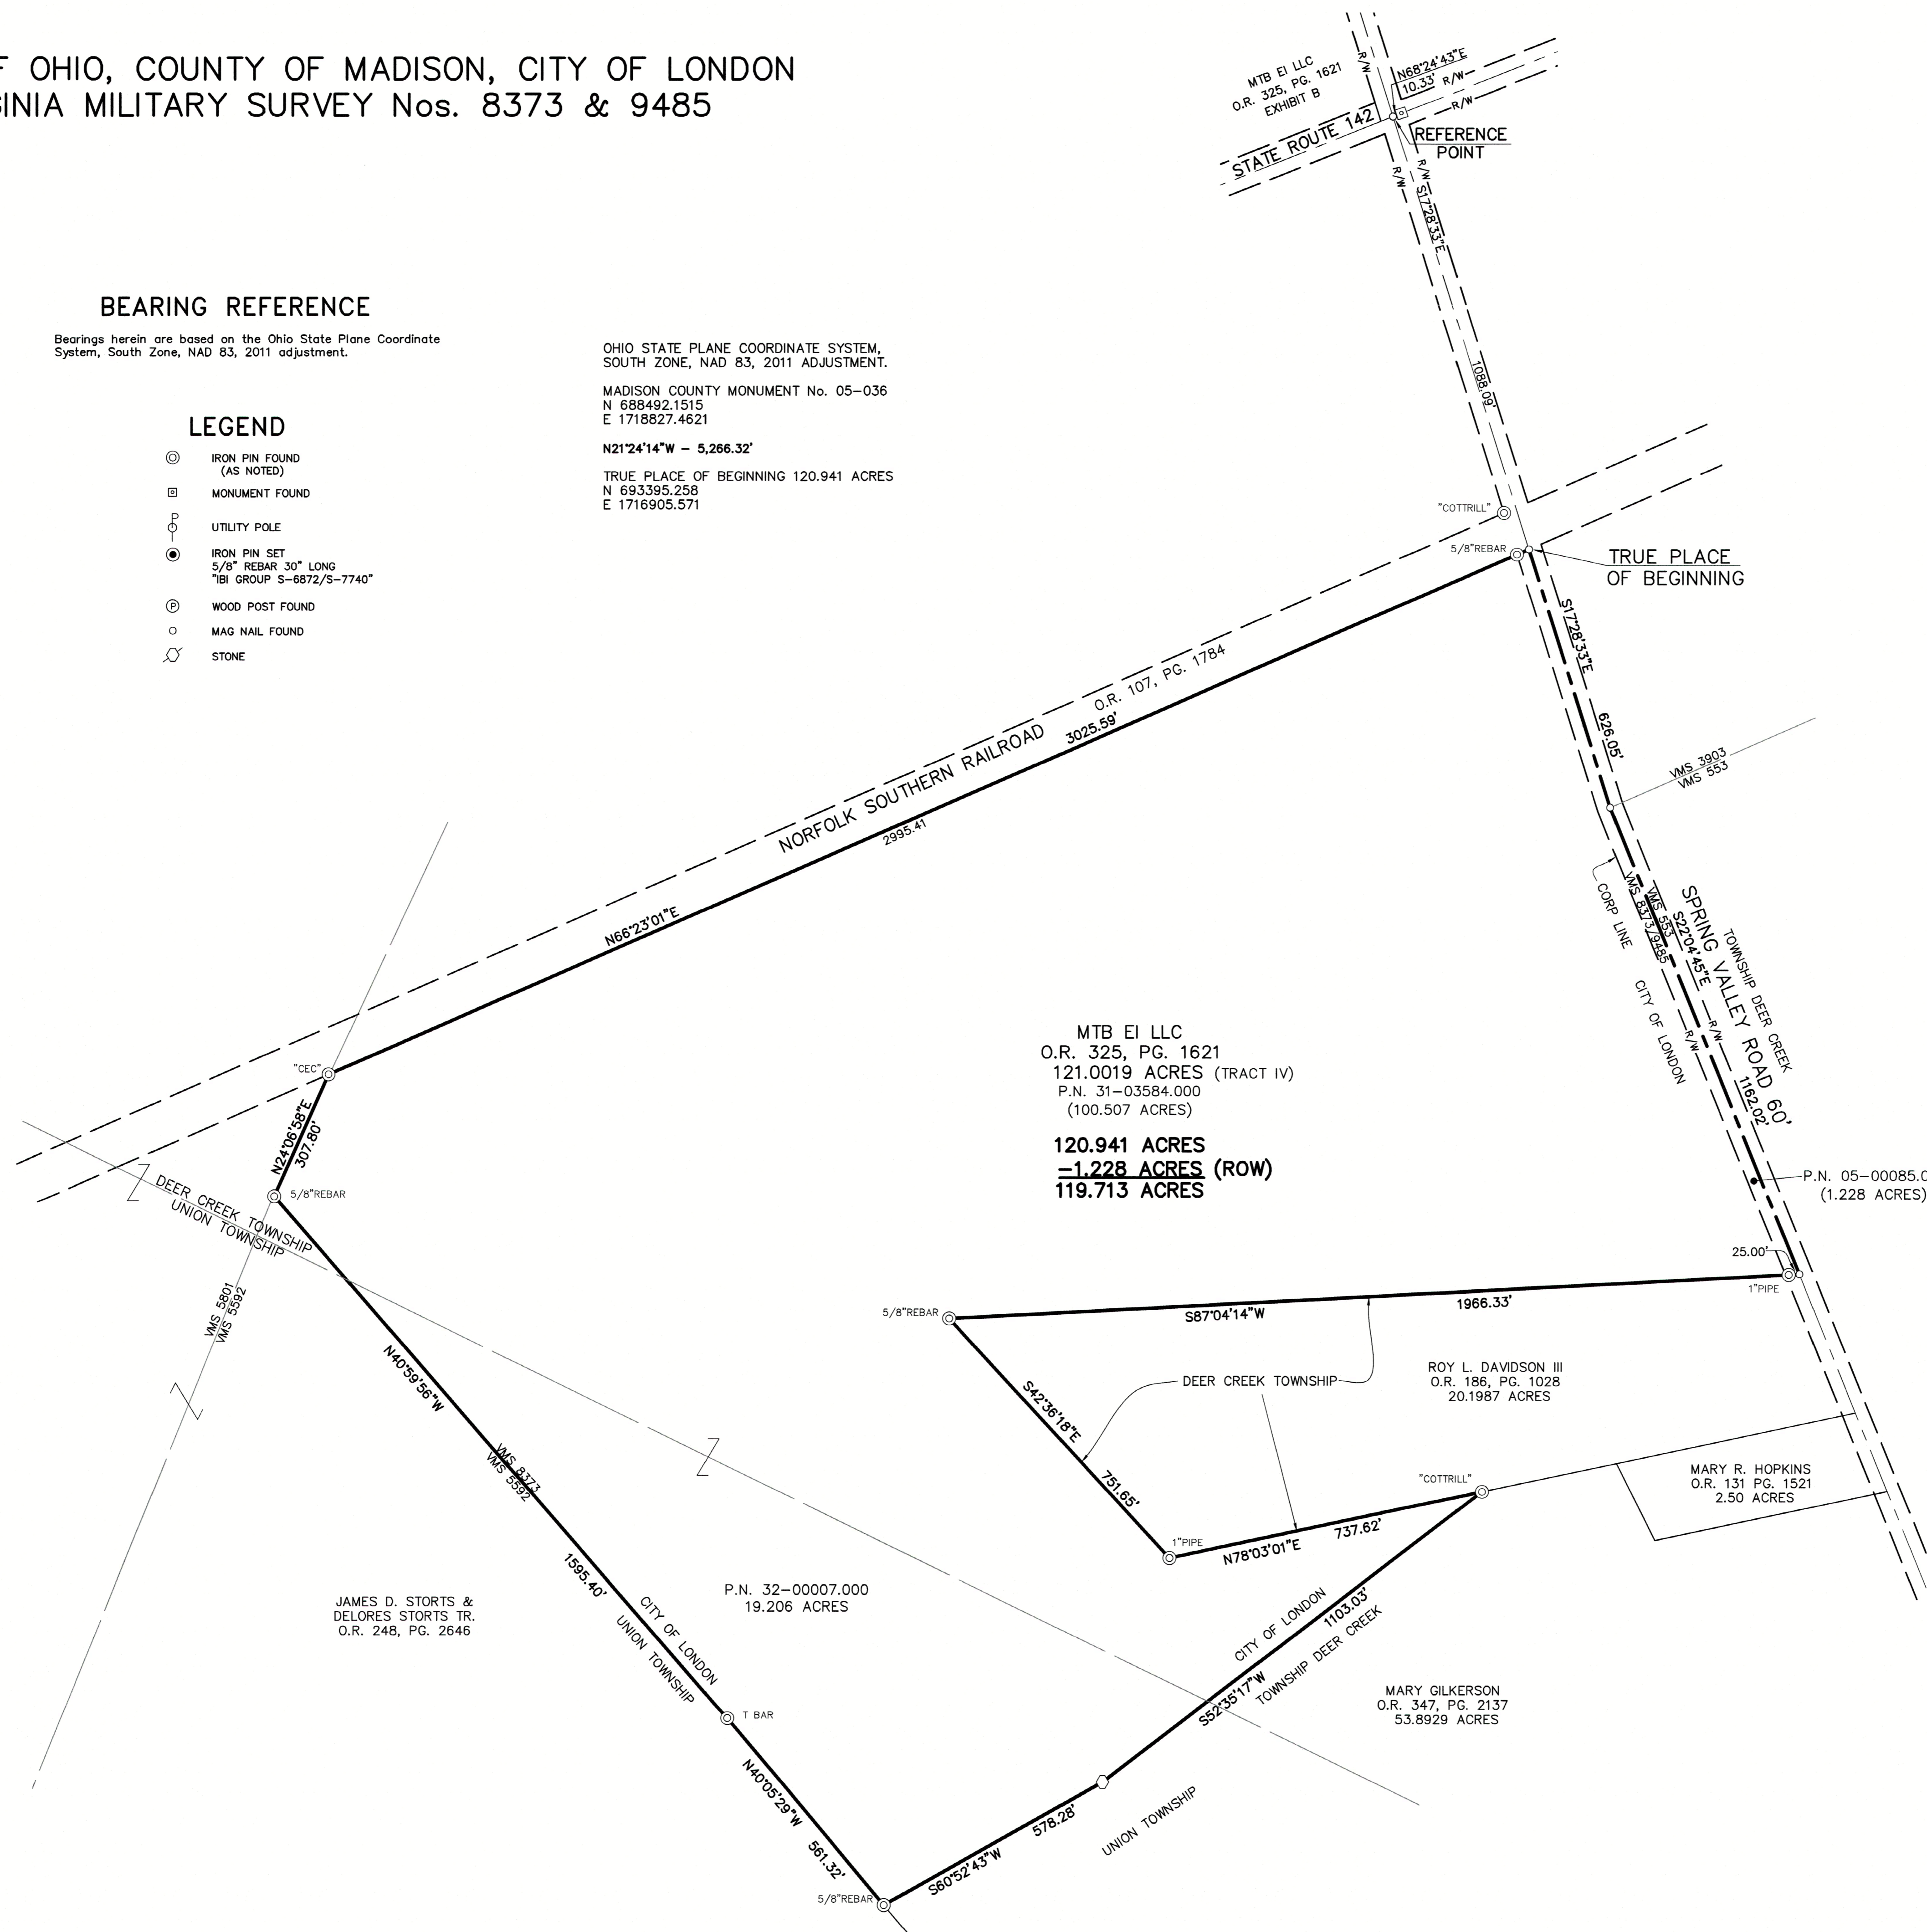 F OHIO, COUNTY OF MADISON, CITY OF LONDON
GINIA MILITARY SURVEY Nos. 8373 & 9485
MTB EI LLC
O.R. 325, PG. 1621
EXHIBIT B
R/W
N68°24'43"E
10.33'
R/W
R/W
STATE ROUTE 142
REFERENCE
POINT
R/W
R/W
S17°28'33"E
1088.09'
BEARING REFERENCE
Bearings herein are based on the Ohio State Plane Coordinate
System, South Zone, NAD 83, 2011 adjustment.
LEGEND
IRON PIN FOUND
(AS NOTED)
MONUMENT FOUND
P
UTILITY POLE
IRON PIN SET
5/8" REBAR 30" LONG
"IBI GROUP S-6872/S-7740"
P
WOOD POST FOUND
MAG NAIL FOUND
STONE
OHIO STATE PLANE COORDINATE SYSTEM,
SOUTH ZONE, NAD 83, 2011 ADJUSTMENT.
MADISON COUNTY MONUMENT No. 05-036
N 688492.1515
E 1718827.4621
N21°24'14"W - 5,266.32'
TRUE PLACE OF BEGINNING 120.941 ACRES
N 693395.258
E 1716905.571
"COTTRILL"
5/8"REBAR
TRUE PLACE
OF BEGINNING
S17°28'33"E
626.05'
VMS 3903
VMS 553
NORFOLK SOUTHERN RAILROAD
O.R. 107, PG. 1784
3025.59'
2995.41
N66°23'01"E
CORP LINE
VMS 8373/9485
VMS 553
S22°04'45"E
SPRING VALLEY ROAD 60'
TOWNSHIP DEER CREEK
CITY OF LONDON
R/W
R/W
1162.02'
MTB EI LLC
O.R. 325, PG. 1621
121.0019 ACRES (TRACT IV)
P.N. 31-03584.000
(100.507 ACRES)
120.941 ACRES
-1.228 ACRES (ROW)
119.713 ACRES
P.N. 05-00085.0
(1.228 ACRES)
"CEC"
N24°06'58"E
307.80'
5/8"REBAR
DEER CREEK TOWNSHIP
UNION TOWNSHIP
VMS 5801
VMS 5592
25.00'
1"PIPE
5/8"REBAR
S87°04'14"W
1966.33'
N40°59'56"W
S42°36'18"E
751.65'
DEER CREEK TOWNSHIP
ROY L. DAVIDSON III
O.R. 186, PG. 1028
20.1987 ACRES
VMS 8373
VMS 5592
"COTTRILL"
MARY R. HOPKINS
O.R. 131 PG. 1521
2.50 ACRES
1"PIPE
N78°03'01"E
737.62'
1595.40'
JAMES D. STORTS &
DELORES STORTS TR.
O.R. 248, PG. 2646
P.N. 32-00007.000
19.206 ACRES
CITY OF LONDON
UNION TOWNSHIP
CITY OF LONDON
1103.03'
S52°35'17"W
TOWNSHIP DEER CREEK
MARY GILKERSON
O.R. 347, PG. 2137
53.8929 ACRES
T BAR
N40°05'29"W
561.32'
578.28'
S60°52'43"W
UNION TOWNSHIP
5/8"REBAR